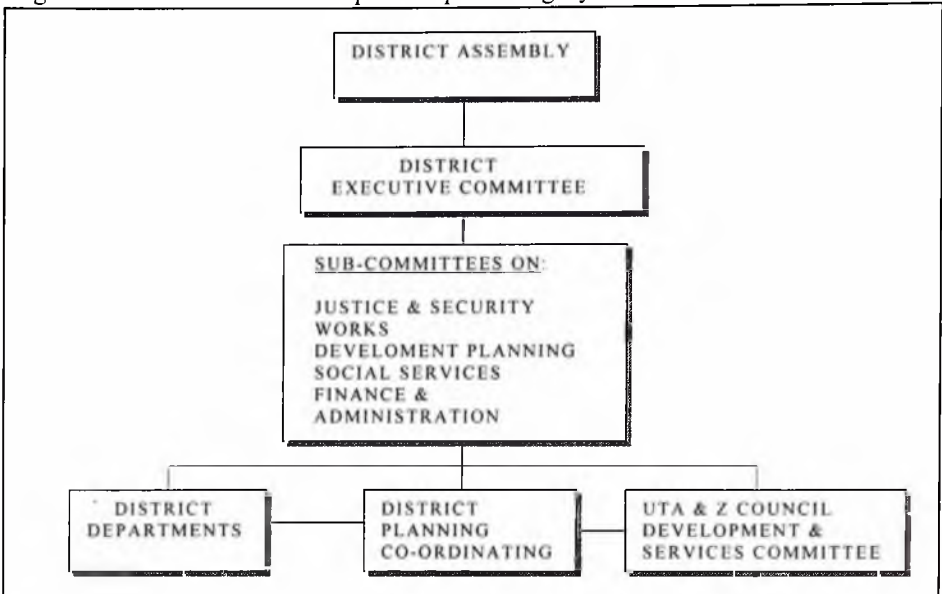 DISTRICT ASSEMBLY
DISTRICT
EXECUTIVE COMMITTEE
SUB-COMMITTEES ON:
JUSTICE & SECURITY
WORKS
DEVELOMENT PLANNING
SOCIAL SERVICES
FINANCE &
ADMINISTRATION
DISTRICT
DEPARTMENTS
DISTRICT
PLANNING
CO-ORDINATING
UTA & Z COUNCIL
DEVELOPMENT &
SERVICES COMMITTEE